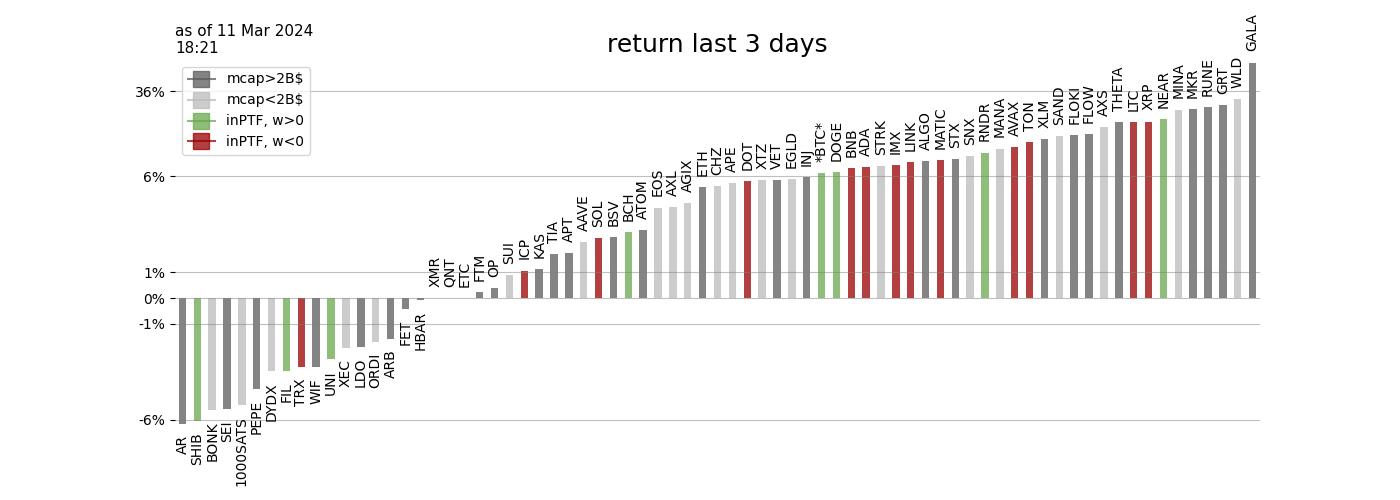 as of 11 Mar 2024
18:21
return last 3 days
mcap>2B$
mcap<2B$
inPTF, w>0
inPTF, w<0
36%
6%
1%
0%
-1%
-6%
AR
SHIB
BONK
SEI
1000SATS
PEPE
DYDX
FIL
TRX
WIF
UNI
XEC
LDO
ORDI
ARB
FET
HBAR
XMR
QNT
ETC
FTM
OP
SUI
ICP
KAS
TIA
APT
AAVE
SOL
BSV
BCH
ATOM
EOS
AXL
AGIX
ETH
CHZ
APE
DOT
XTZ
VET
EGLD
INJ
*BTC*
DOGE
BNB
ADA
STRK
IMX
LINK
ALGO
MATIC
STX
SNX
RNDR
MANA
AVAX
TON
XLM
SAND
FLOKI
FLOW
AXS
THETA
LTC
XRP
NEAR
MINA
MKR
RUNE
GRT
WLD
GALA